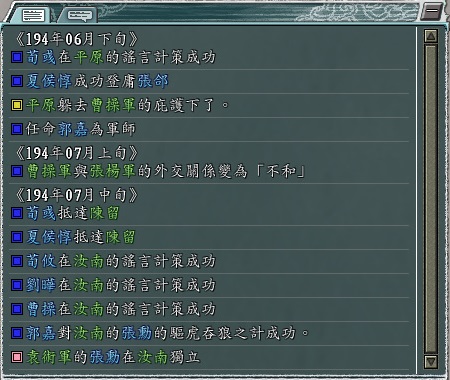 《194年06月下旬》
荀彧在平原的謠言計策成功
夏侯惇成功登庸張郃
平原躲去曹操軍的庇護下了。
任命郭嘉為軍師
《194年07月上旬》
曹操軍與張楊軍的外交關係變為「不和」
《194年07月中旬》
荀彧抵達陳留
夏侯惇抵達陳留
荀攸在汝南的謠言計策成功
劉曄在汝南的謠言計策成功
曹操在汝南的謠言計策成功
郭嘉對汝南的張勳的驅虎吞狼之計成功。
袁術軍的張勳在汝南獨立